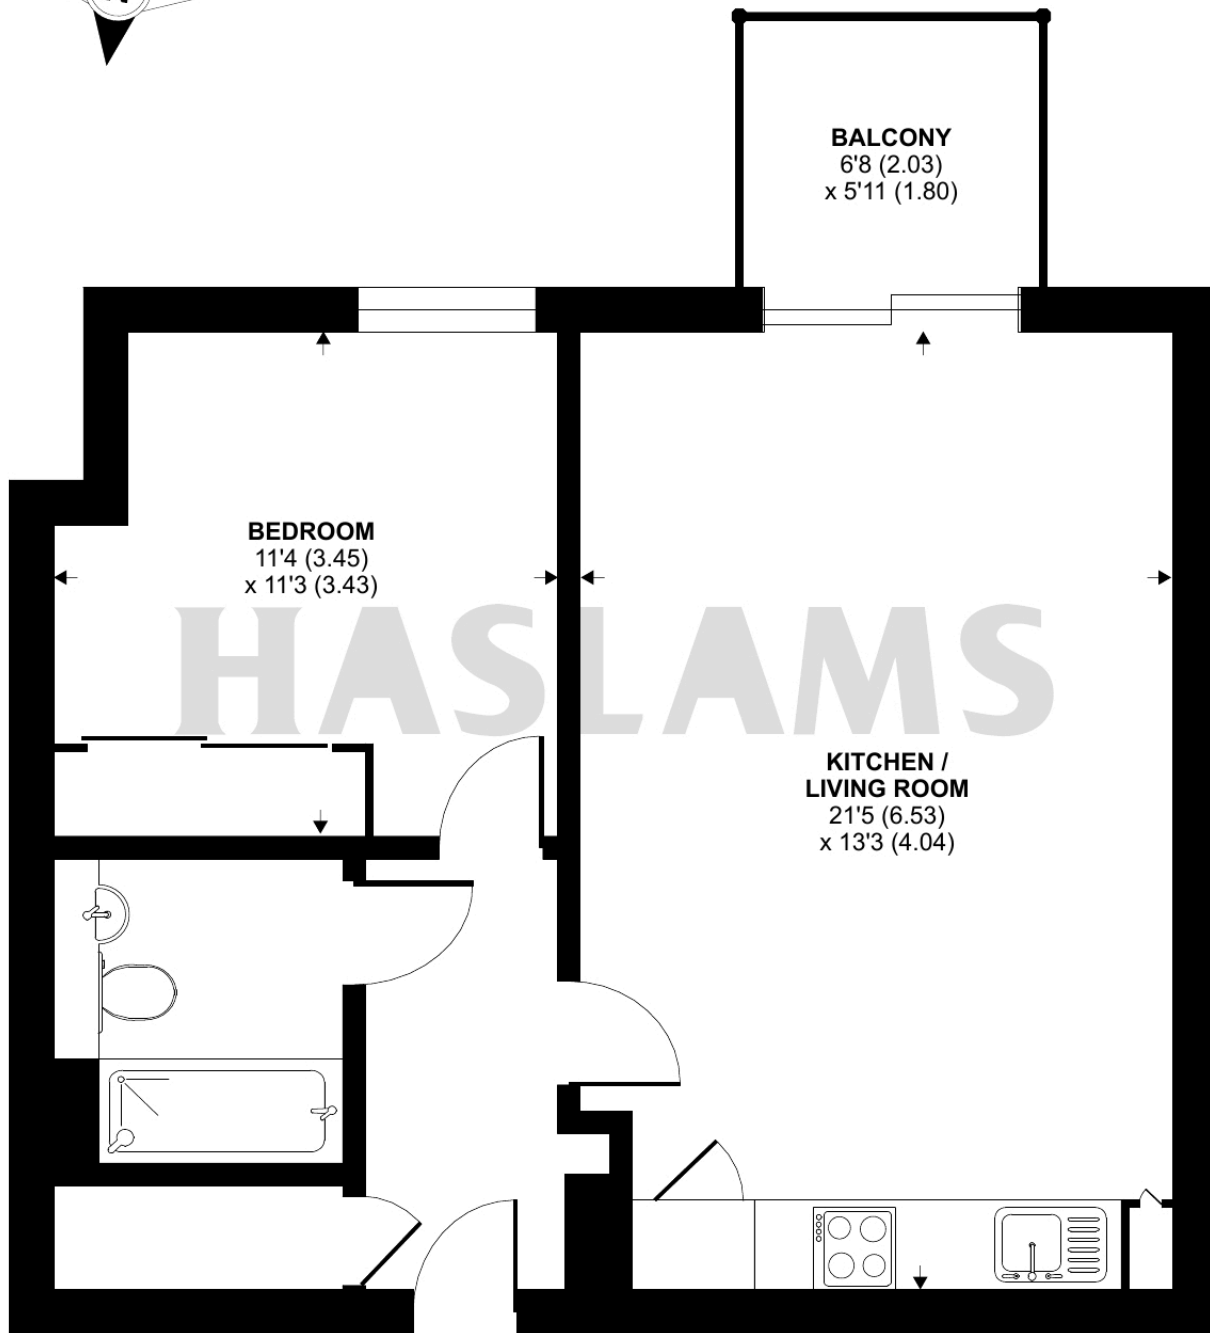 BALCONY
6'8 (2.03)
x 5'11 (1.80)
BEDROOM
11'4 (3.45)
x 11'3 (3.43)
HASLAMS
KITCHEN /
LIVING ROOM
21'5 (6.53)
x 13'3 (4.04)